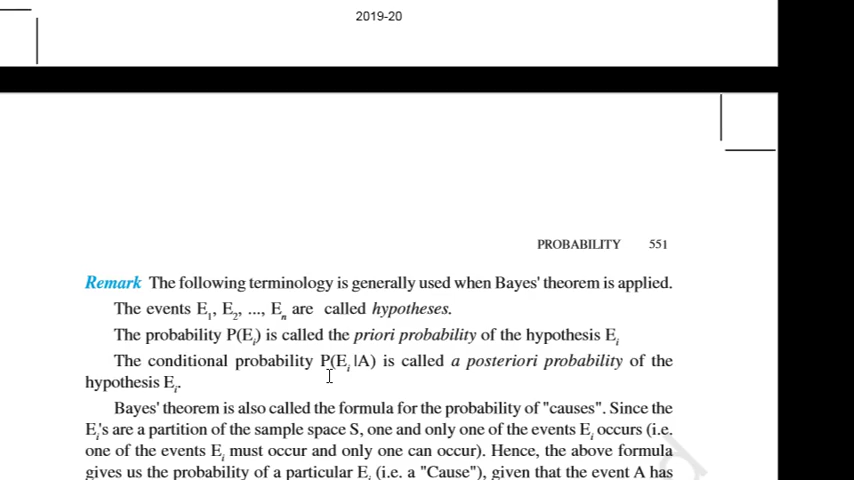 2019-20
PROBABILITY 551
Remark The following terminology is generally used when Bayes' theorem is applied.
The events E₁, E₂, ..., Eₙ are called hypotheses.
The probability P(Eᵢ) is called the priori probability of the hypothesis Eᵢ
The conditional probability P(Eᵢ |A) is called a posteriori probability of the
hypothesis Eᵢ.
Bayes' theorem is also called the formula for the probability of "causes". Since the
Eᵢ's are a partition of the sample space S, one and only one of the events Eᵢ occurs (i.e.
one of the events Eᵢ must occur and only one can occur). Hence, the above formula
gives us the probability of a particular Eᵢ (i.e. a "Cause"), given that the event A has